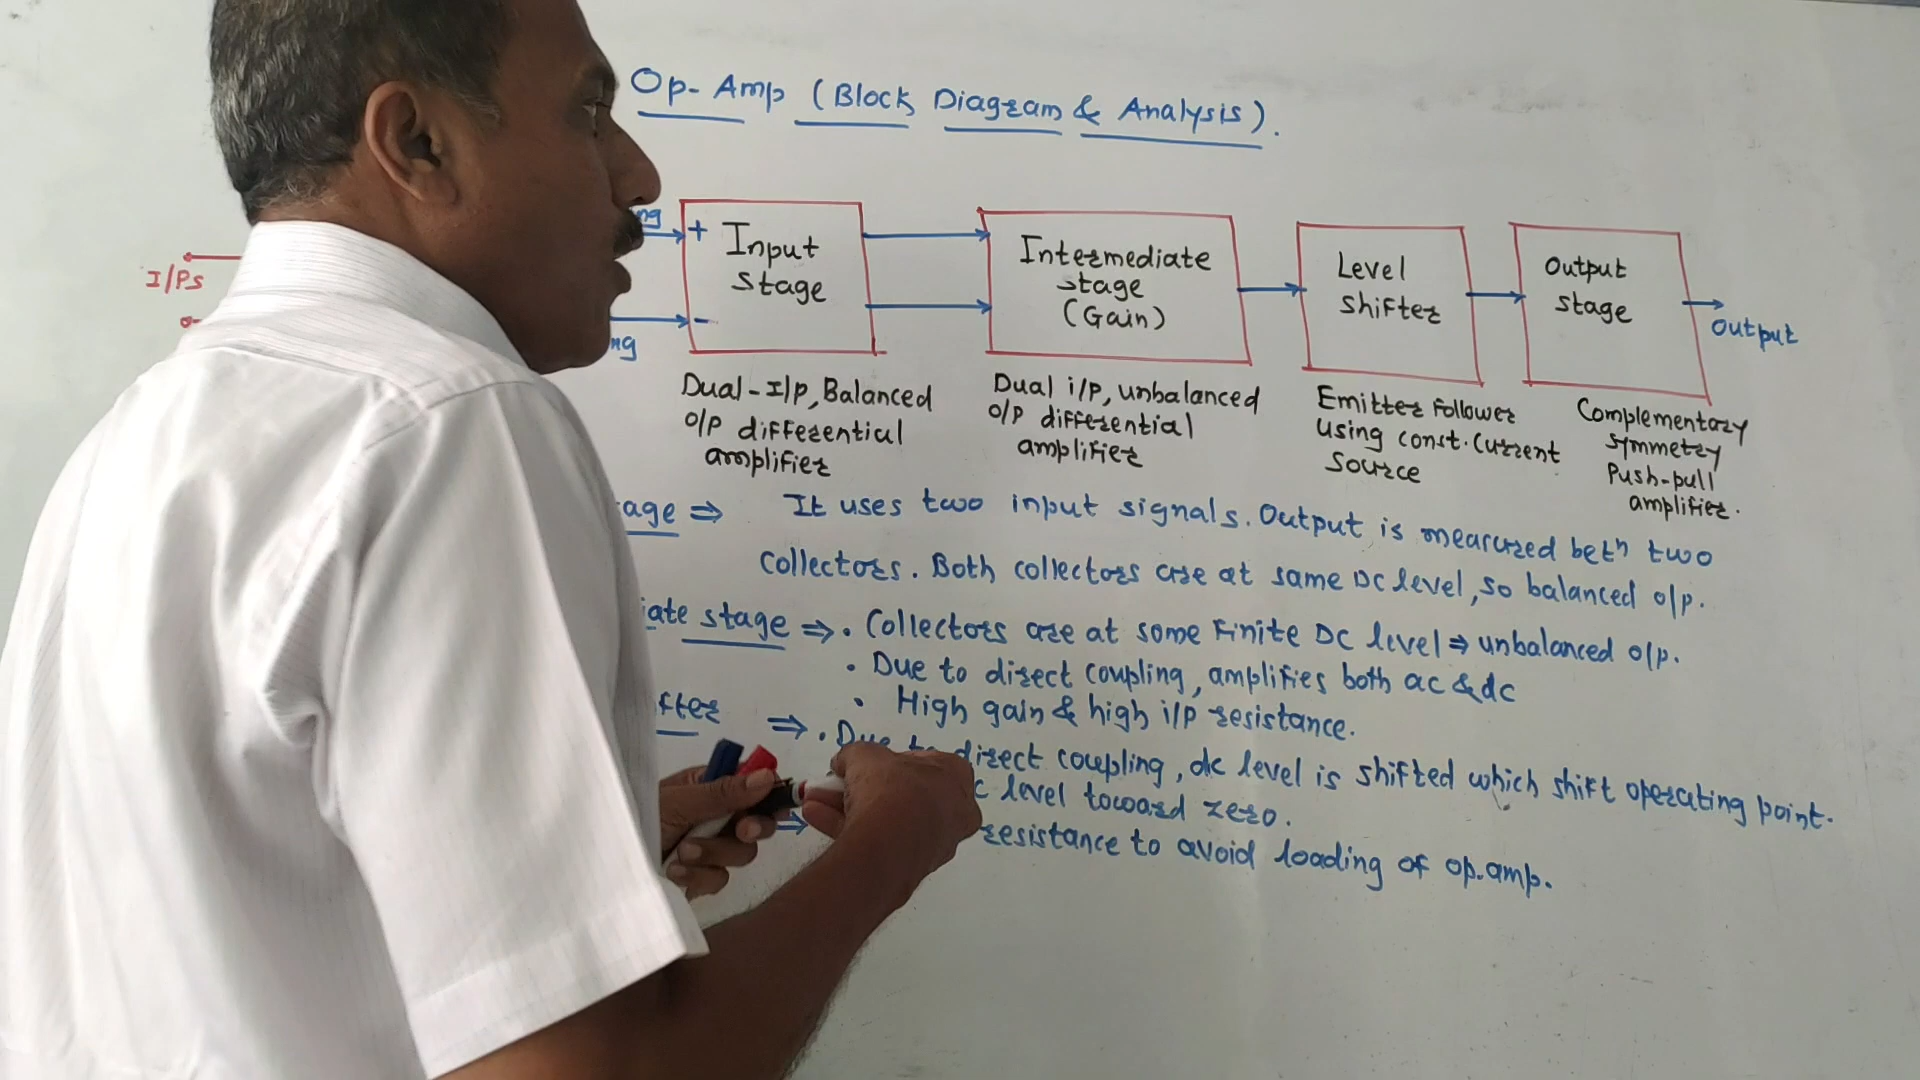 Op-Amp (Block Diagram & Analysis).
I/Ps
+ Input
stage
-
Intermediate
stage
(Gain)
Level
shifter
Output
stage
Output
Dual-I/p, Balanced
o/p differential
amplifier
Dual i/p, unbalanced
o/p differential
amplifier
Emitter follower
using const. current
source
Complementary
symmetry
Push-pull
amplifier.
age ⇒ It uses two input signals. Output is measured betn two
collectors. Both collectors are at same DC level, so balanced o/p.
iate stage ⇒ • Collectors are at some finite DC level ⇒ unbalanced o/p.
• Due to direct coupling, amplifies both ac & dc
• High gain & high i/p resistance.
fter ⇒ • Due to direct coupling, dc level is shifted which shift operating point.
c level toward zero.
⇒ resistance to avoid loading of op.amp.